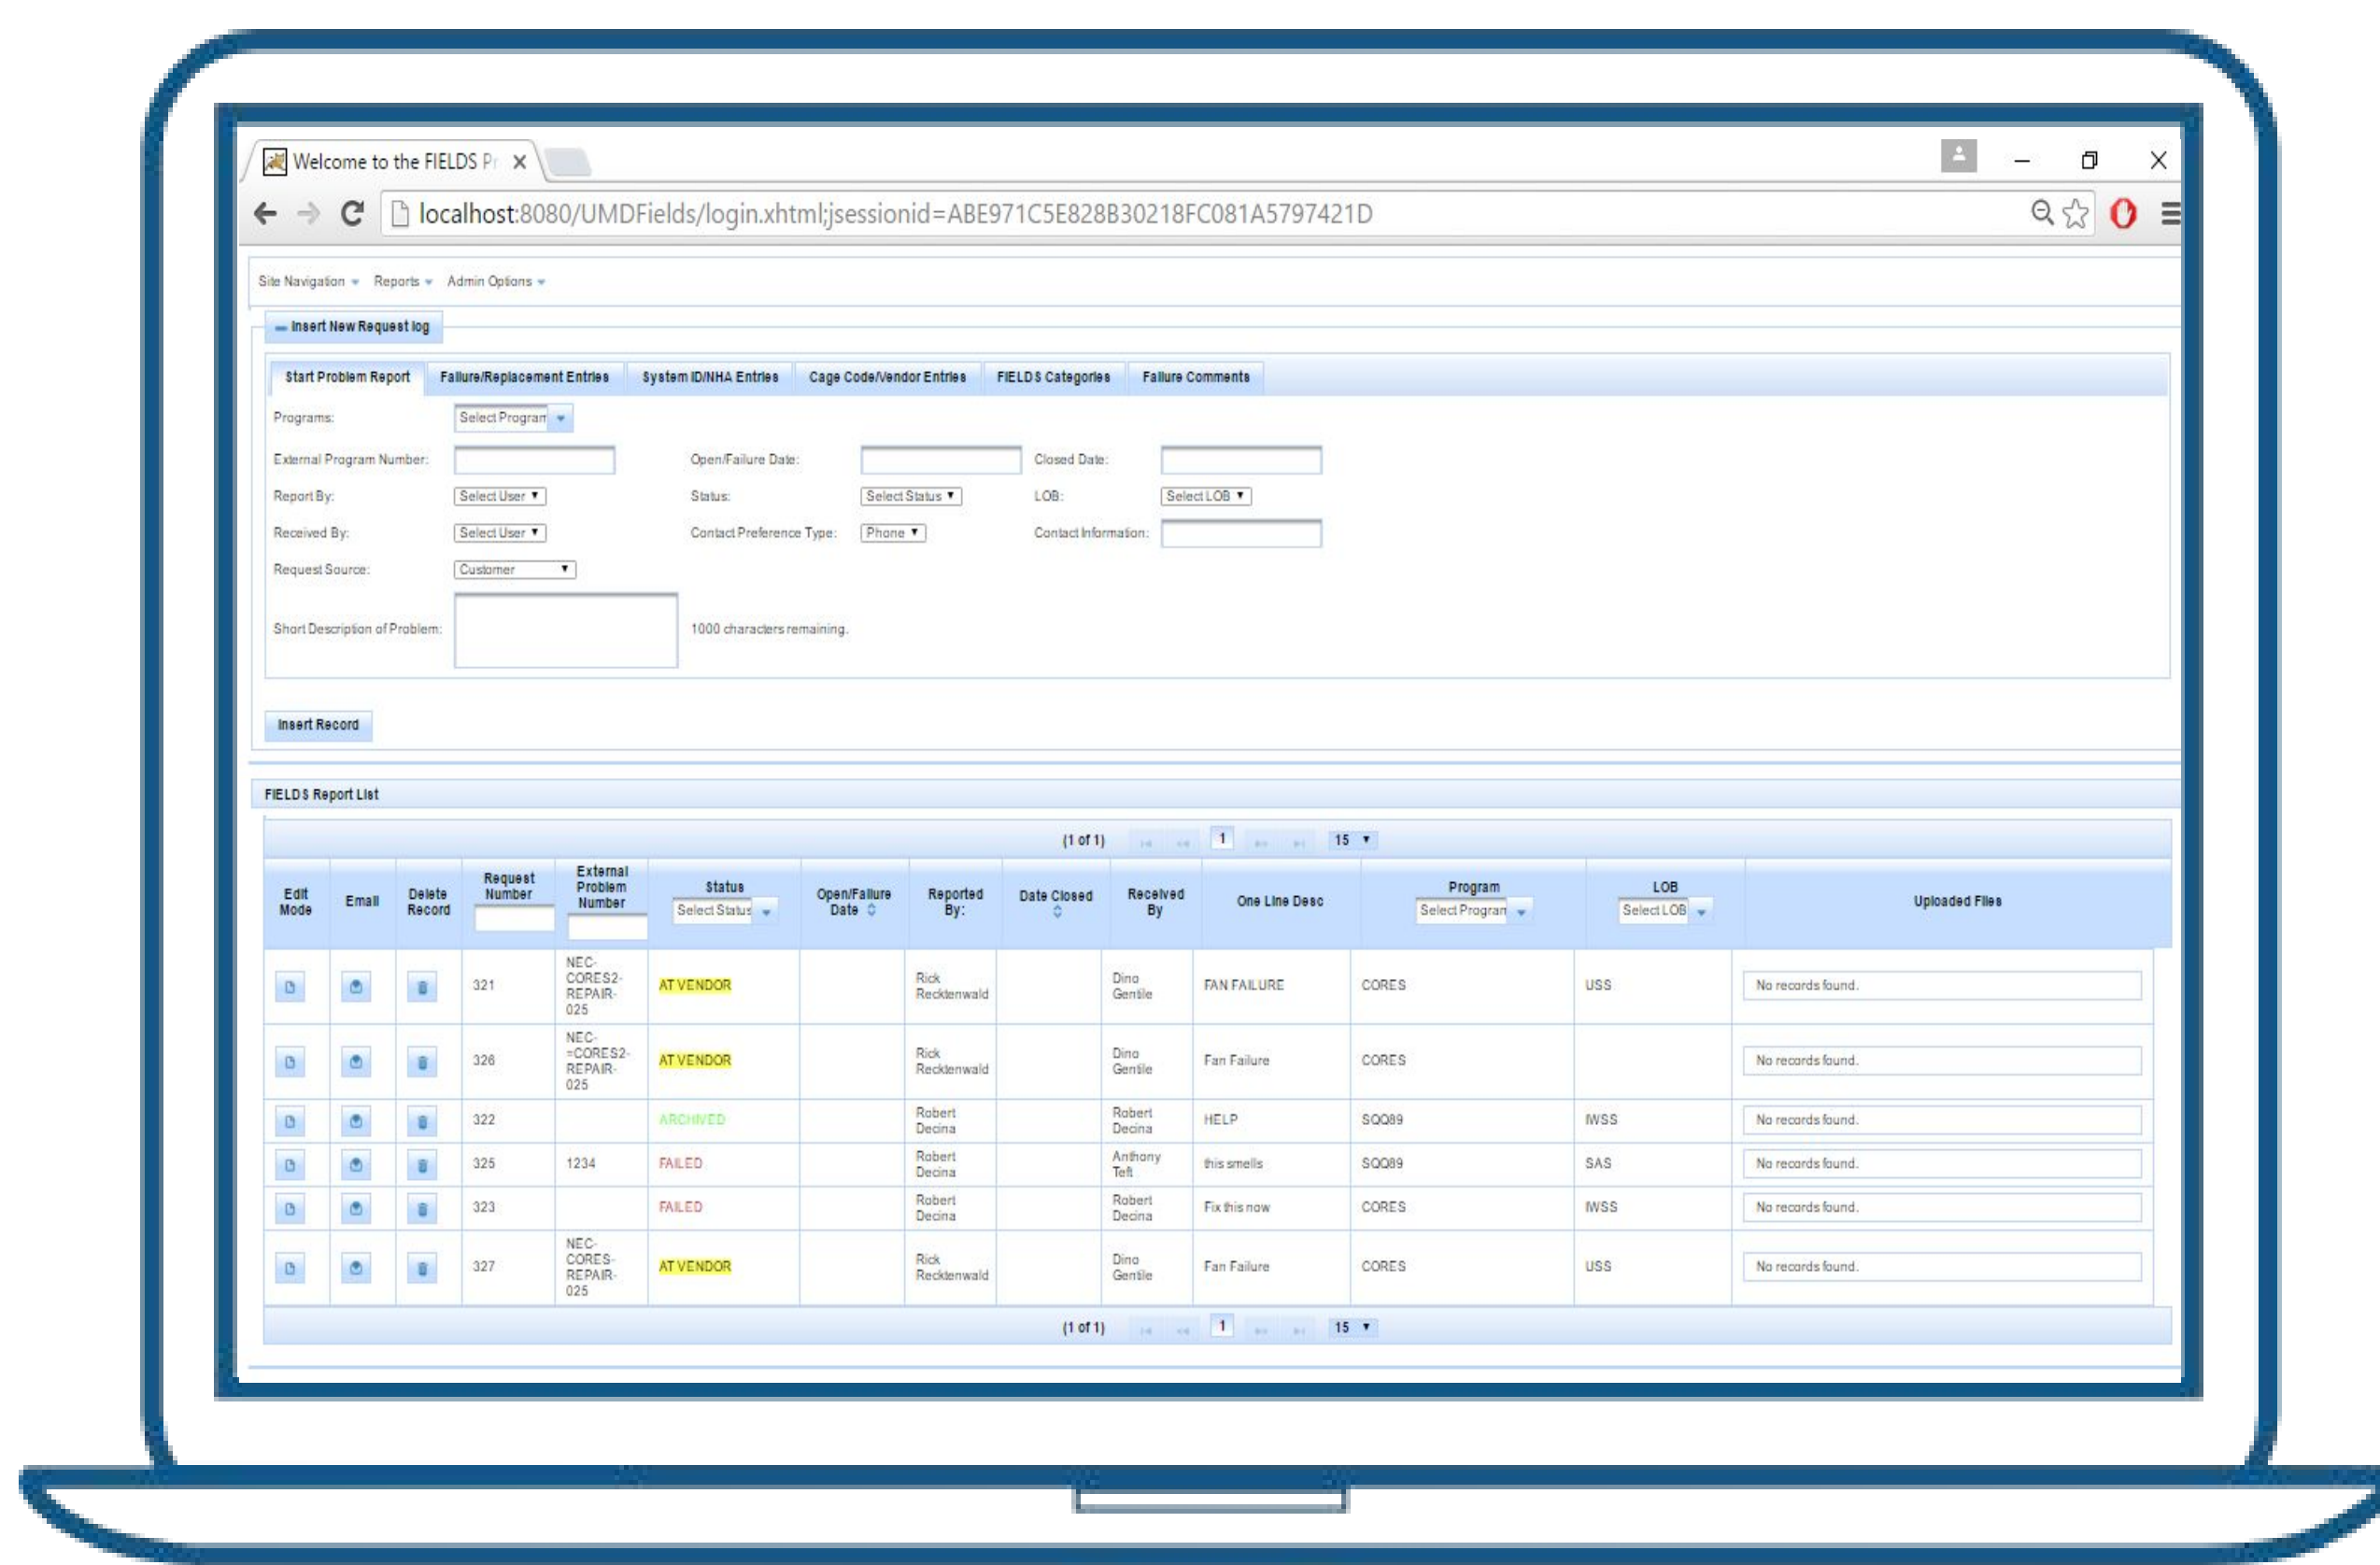 Welcome to the FIELDS Pr
localhost:8080/UMDFields/login.xhtml;jsessionid=ABE971C5E828B30218FC081A5797421D
Site Navigation Reports Admin Options
Insert New Request log
Start Problem Report Failure/Replacement Entries System ID/NHA Entries Cage Code/Vendor Entries FIELDS Categories Failure Comments
Programs: Select Program
External Program Number: Open/Failure Date: Closed Date:
Report By: Select User Status: Select Status LOB: Select LOB
Received By: Select User Contact Preference Type: Phone Contact Information:
Request Source: Customer
Short Description of Problem: 1000 characters remaining.
Insert Record
FIELDS Report List
(1 of 1) 1 15
Edit Mode Email Delete Record Request Number External Problem Number Status Select Status Open/Failure Date Reported By: Date Closed Received By One Line Desc Program Select Program LOB Select LOB Uploaded Files
321 NEC-CORES2-REPAIR-025 AT VENDOR Rick Recktenwald Dino Gentile FAN FAILURE CORES USS No records found.
326 NEC-=CORES2-REPAIR-025 AT VENDOR Rick Recktenwald Dino Gentile Fan Failure CORES No records found.
322 ARCHIVED Robert Decina Robert Decina HELP SQQ89 IWSS No records found.
325 1234 FAILED Robert Decina Anthony Teft this smells SQQ89 SAS No records found.
323 FAILED Robert Decina Robert Decina Fix this now CORES IWSS No records found.
327 NEC-CORES-REPAIR-025 AT VENDOR Rick Recktenwald Dino Gentile Fan Failure CORES USS No records found.
(1 of 1) 1 15